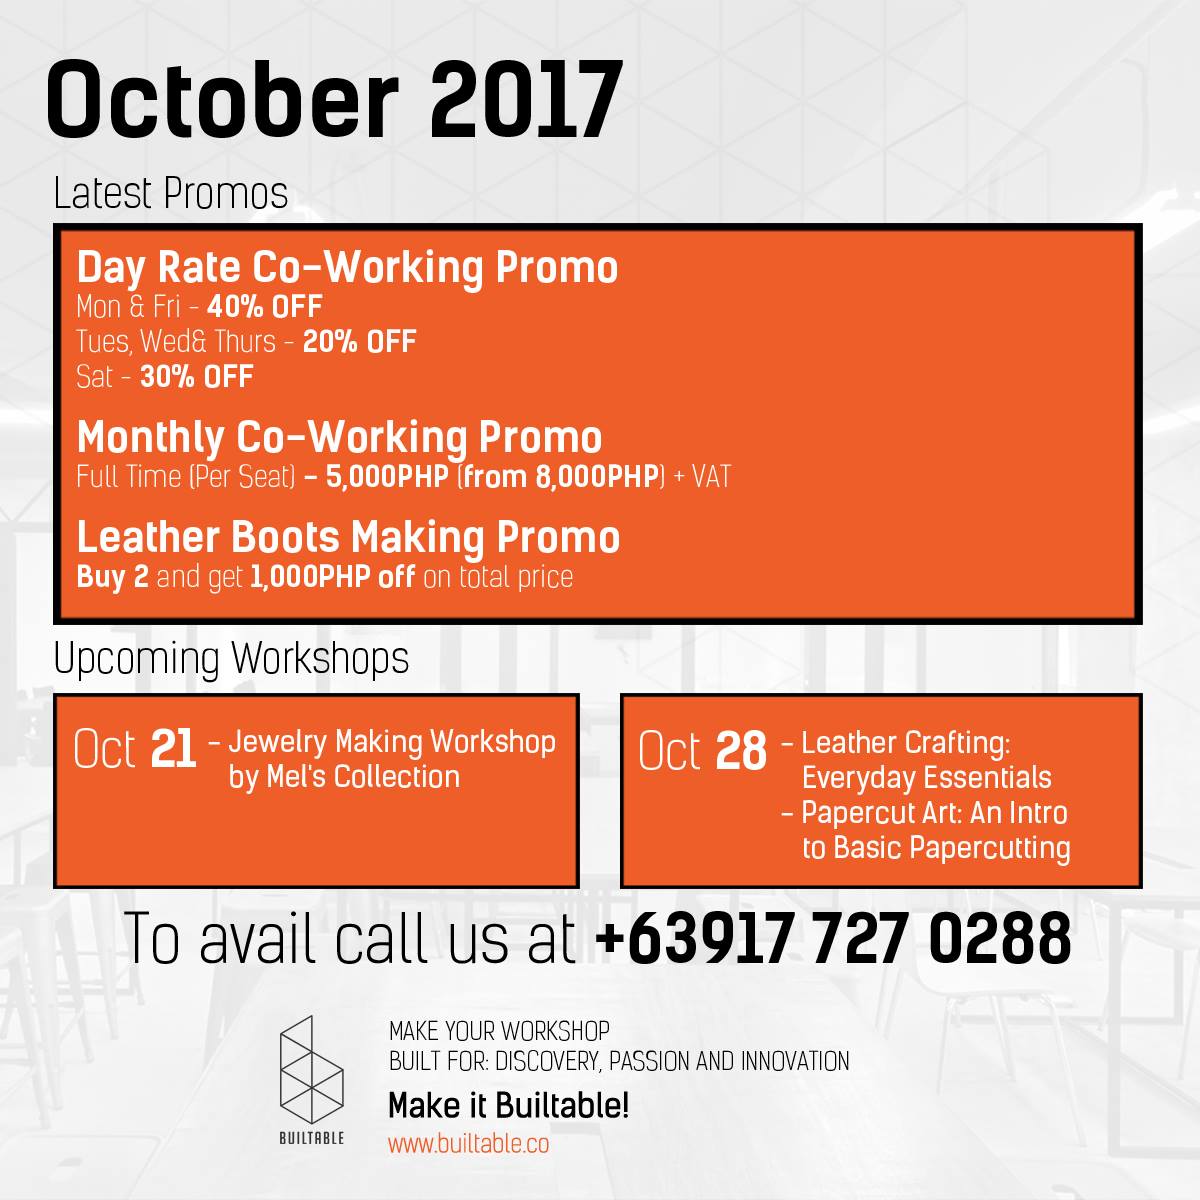 October 2017
Latest Promos
Day Rate Co-Working Promo
Mon & Fri - 40% OFF
Tues, Wed& Thurs - 20% OFF
Sat - 30% OFF
Monthly Co-Working Promo
Full Time (Per Seat) - 5,000PHP (from 8,000PHP) + VAT
Leather Boots Making Promo
Buy 2 and get 1,000PHP off on total price
Upcoming Workshops
Oct 21 - Jewelry Making Workshop
by Mel's Collection
Oct 28 - Leather Crafting:
Everyday Essentials
- Papercut Art: An Intro
to Basic Papercutting
To avail call us at +63917 727 0288
MAKE YOUR WORKSHOP
BUILT FOR: DISCOVERY, PASSION AND INNOVATION
Make it Builtable!
www.builtable.co
BUILTABLE